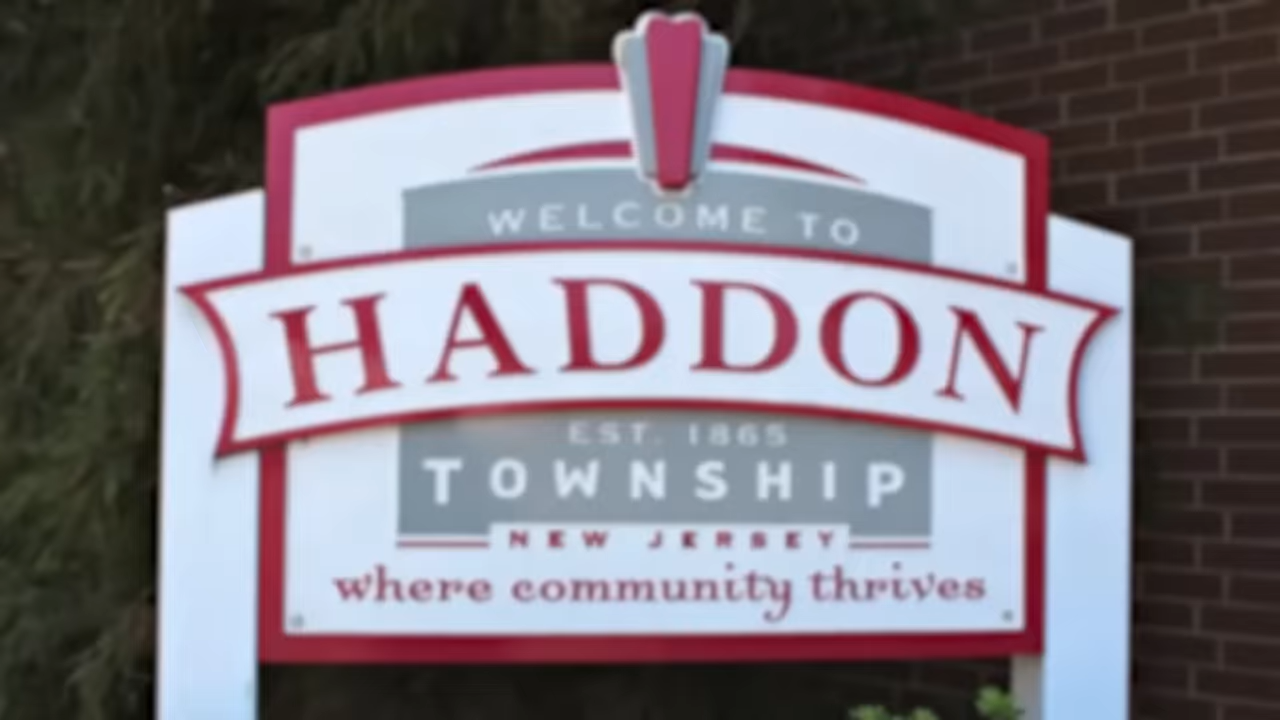 WELCOME TO
HADDON
EST. 1865
TOWNSHIP
NEW JERSEY
where community thrives